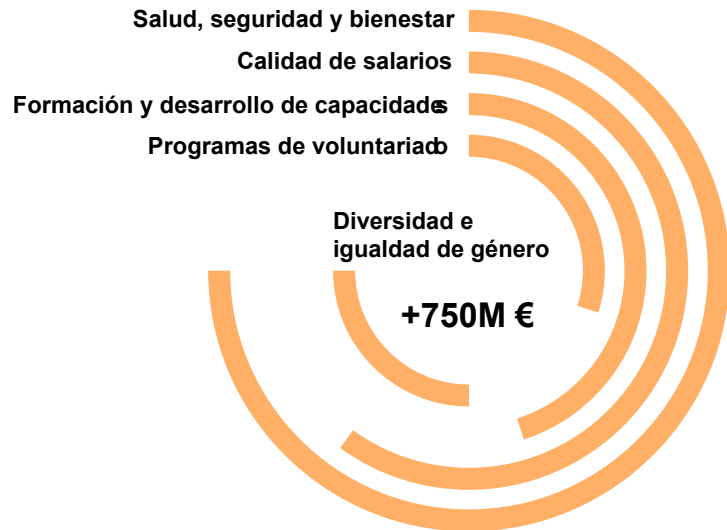 Salud, seguridad y bienestar
Calidad de salarios
Formación y desarrollo de capacidades
Programas de voluntariado
Diversidad e
igualdad de género
+750M €